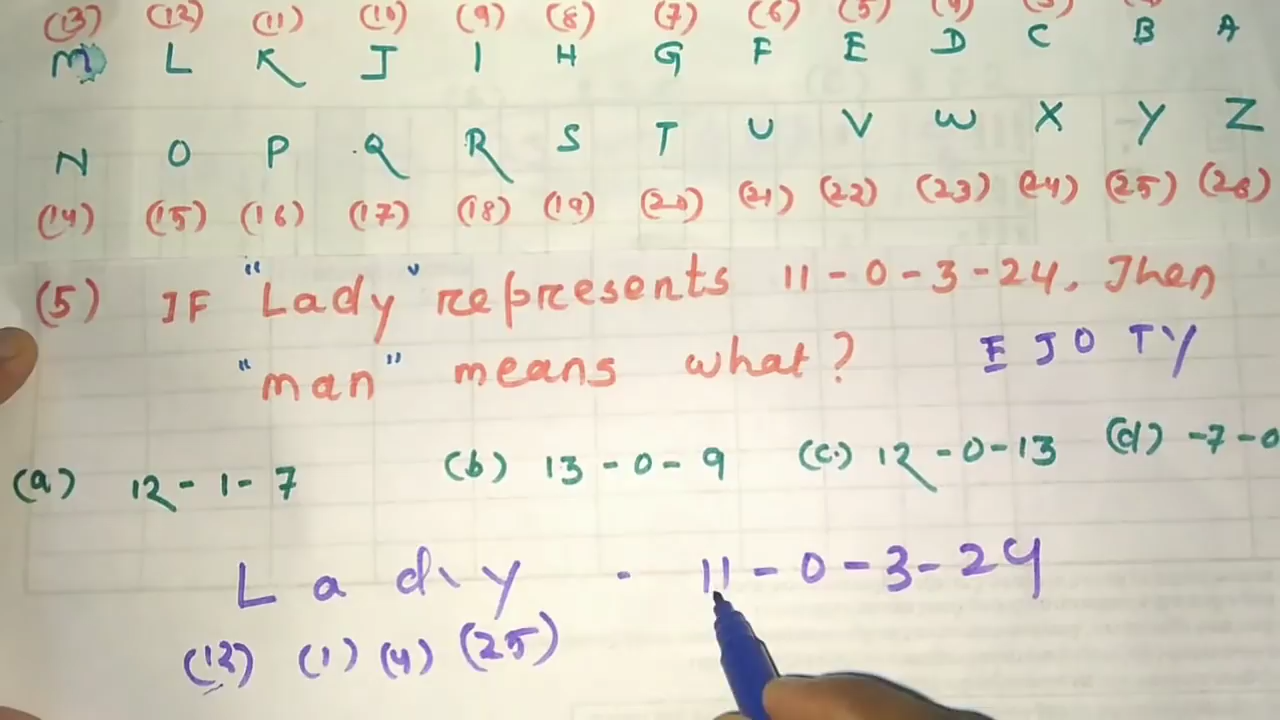 (13) (12) (11) (10) (9) (8) (7) (6) (5)
M L K J I H G F E D C B A
N O P Q R S T U V W X Y Z
(14) (15) (16) (17) (18) (19) (20) (21) (22) (23) (24) (25) (26)
(5) IF "Lady" represents 11-0-3-24. Then
"man" means what? E J O T Y
(a) 12-1-7 (b) 13-0-9 (c) 12-0-13 (d) -7-0
L a d y - 11-0-3-24
(12) (1) (4) (25)